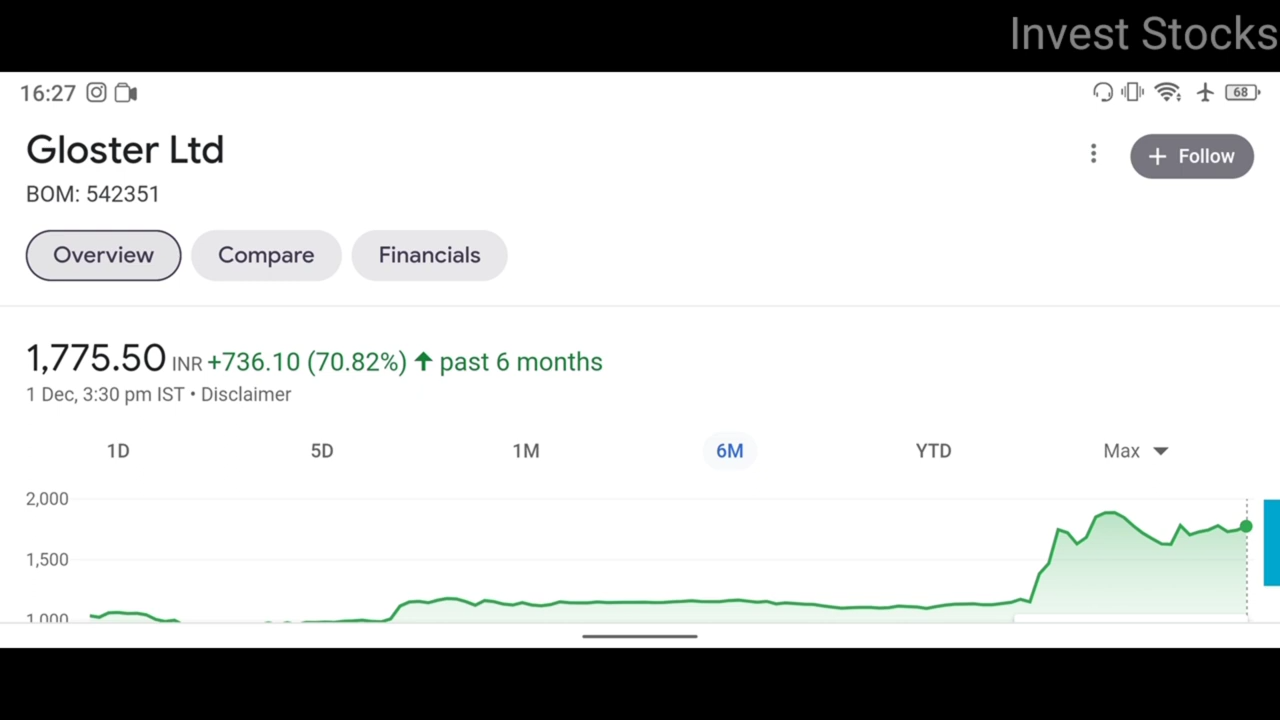 Invest Stocks
16:27
68
Gloster Ltd
+ Follow
BOM: 542351
Overview Compare Financials
1,775.50 INR +736.10 (70.82%) ↑ past 6 months
1 Dec, 3:30 pm IST • Disclaimer
1D 5D 1M 6M YTD Max
2,000
1,500
1,000